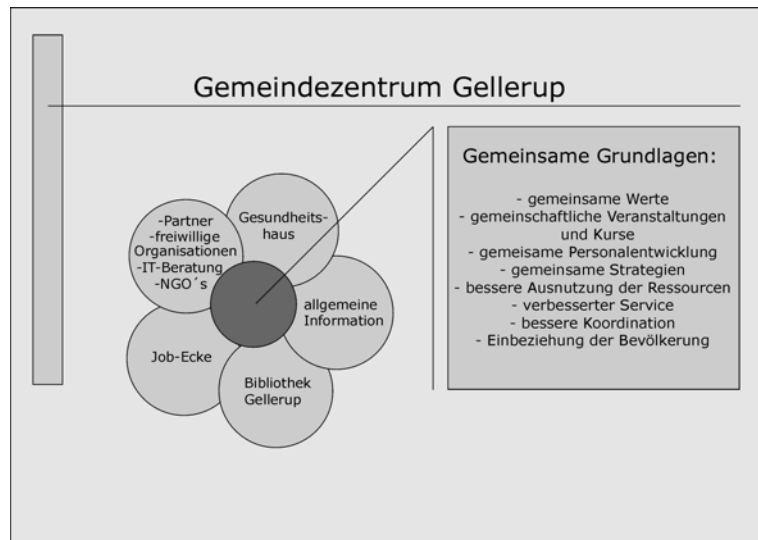 Gemeindezentrum Gellerup
-Partner
-freiwillige
Organisationen
-IT-Beratung
-NGO´s
Gesundheits-
haus
allgemeine
Information
Bibliothek
Gellerup
Job-Ecke
Gemeinsame Grundlagen:
- gemeinsame Werte
- gemeinschaftliche Veranstaltungen
und Kurse
- gemeisame Personalentwicklung
- gemeinsame Strategien
- bessere Ausnutzung der Ressourcen
- verbesserter Service
- bessere Koordination
- Einbeziehung der Bevölkerung